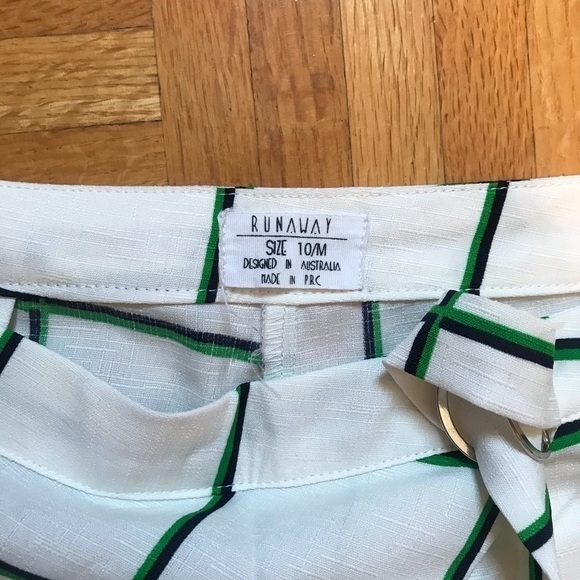 RUNAWAY
SIZE 10/M
DESIGNED IN AUSTRALIA
MADE IN P.R.C